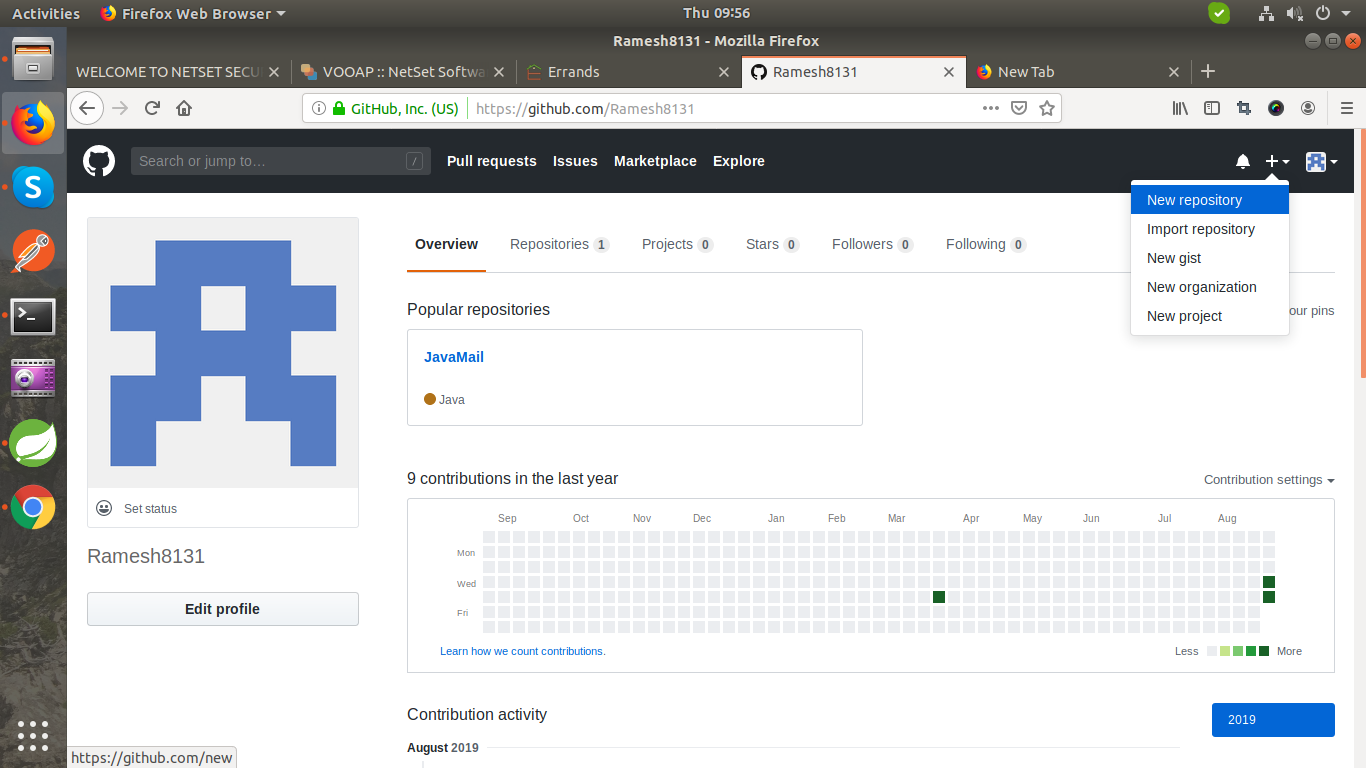 Activities Firefox Web Browser Thu 09:56
Ramesh8131 - Mozilla Firefox
WELCOME TO NETSET SECU VOOAP :: NetSet Softwa Errands Ramesh8131 New Tab
GitHub, Inc. (US) https://github.com/Ramesh8131
Search or jump to… / Pull requests Issues Marketplace Explore
New repository
Import repository
New gist
New organization
New project
Overview Repositories 1 Projects 0 Stars 0 Followers 0 Following 0
Popular repositories our pins
JavaMail
Java
Set status
Ramesh8131
Edit profile
9 contributions in the last year Contribution settings
Sep Oct Nov Dec Jan Feb Mar Apr May Jun Jul Aug
Mon
Wed
Fri
Learn how we count contributions. Less More
Contribution activity 2019
August 2019
https://github.com/new